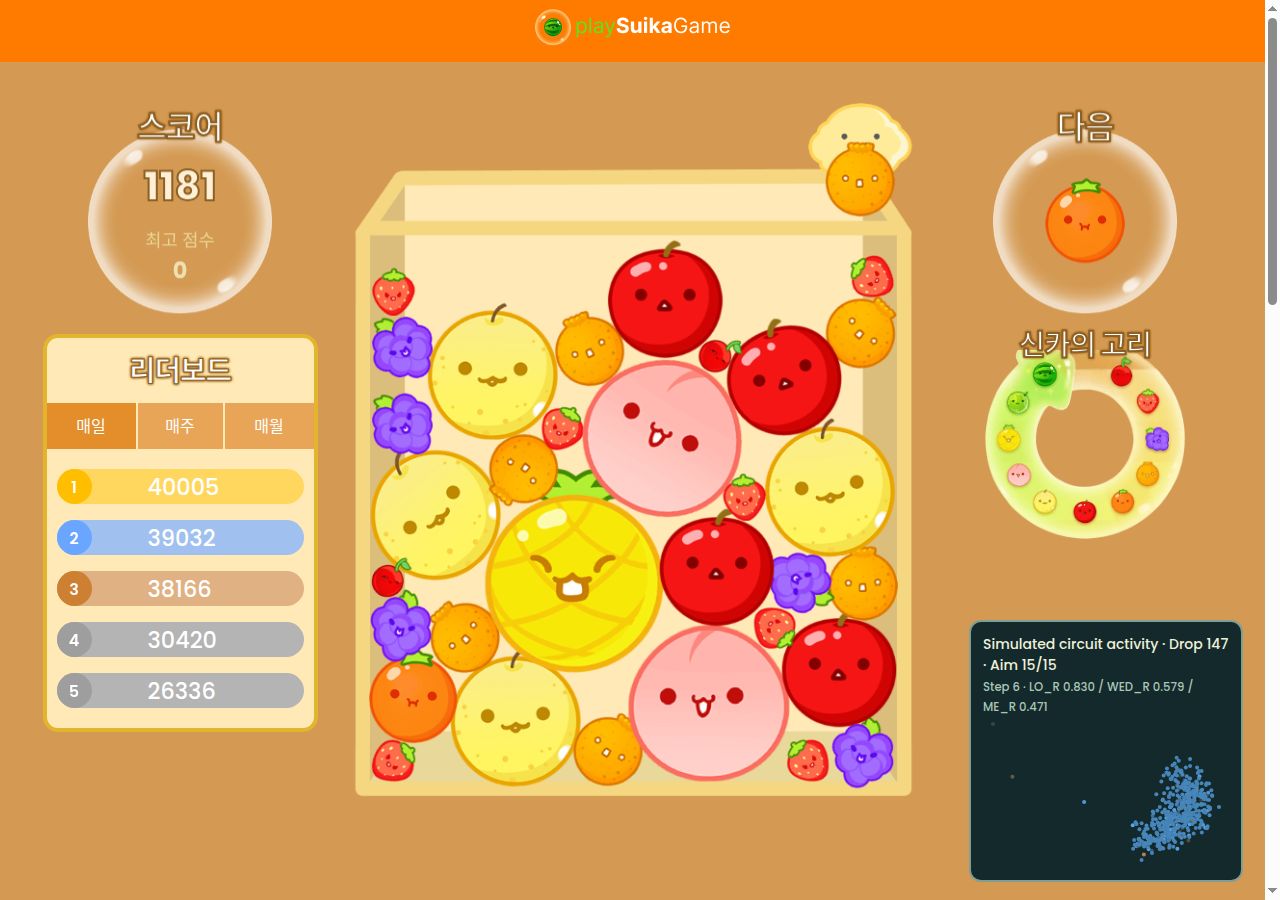 playSuikaGame
스코어
1181
최고 점수
0
다음
리더보드
매일 매주 매월
1 40005
2 39032
3 38166
4 30420
5 26336
신카의 고리
Simulated circuit activity · Drop 147
· Aim 15/15
Step 6 · LO_R 0.830 / WED_R 0.579 /
ME_R 0.471